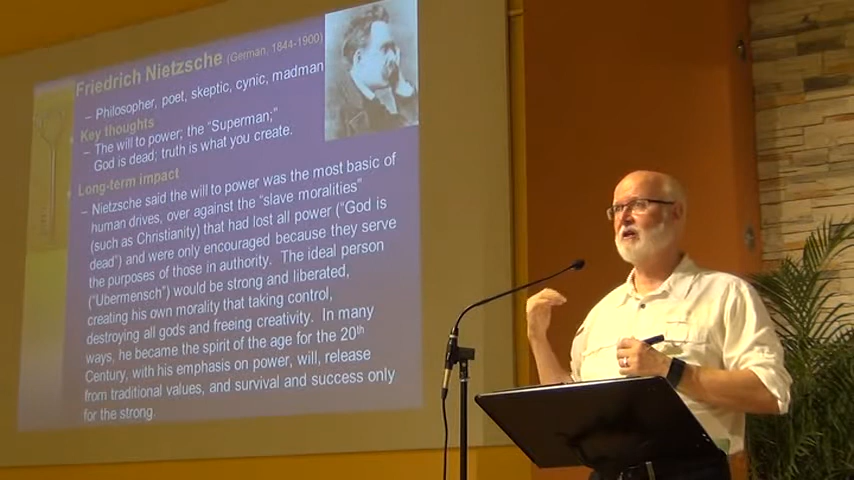 Friedrich Nietzsche (German, 1844-1900)
– Philosopher, poet, skeptic, cynic, madman
Key thoughts
– The will to power; the “Superman;”
God is dead; truth is what you create.
Long-term impact
– Nietzsche said the will to power was the most basic of
human drives, over against the “slave moralities”
(such as Christianity) that had lost all power (“God is
dead”) and were only encouraged because they serve
the purposes of those in authority. The ideal person
(“Ubermensch”) would be strong and liberated,
creating his own morality that taking control,
destroying all gods and freeing creativity. In many
ways, he became the spirit of the age for the 20th
Century, with his emphasis on power, will, release
from traditional values, and survival and success only
for the strong.